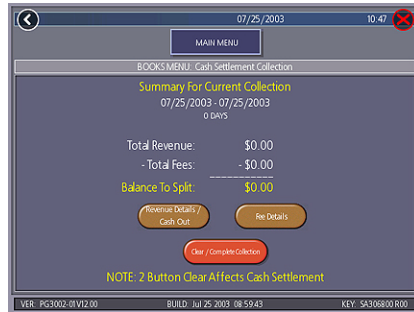 07/25/2003 10:47
MAIN MENU
BOOKS MENU: Cash Settlement Collection
Summary For Current Collection
07/25/2003 - 07/25/2003
0 DAYS
Total Revenue: $0.00
- Total Fees: - $0.00
Balance To Split: $0.00
Revenue Details /
Cash Out
Fee Details
Clear / Complete Collection
NOTE: 2 Button Clear Affects Cash Settlement
VER: PG3002-01V12.00 BUILD: Jul 25 2003 08:59:43 KEY: SA306800 R00